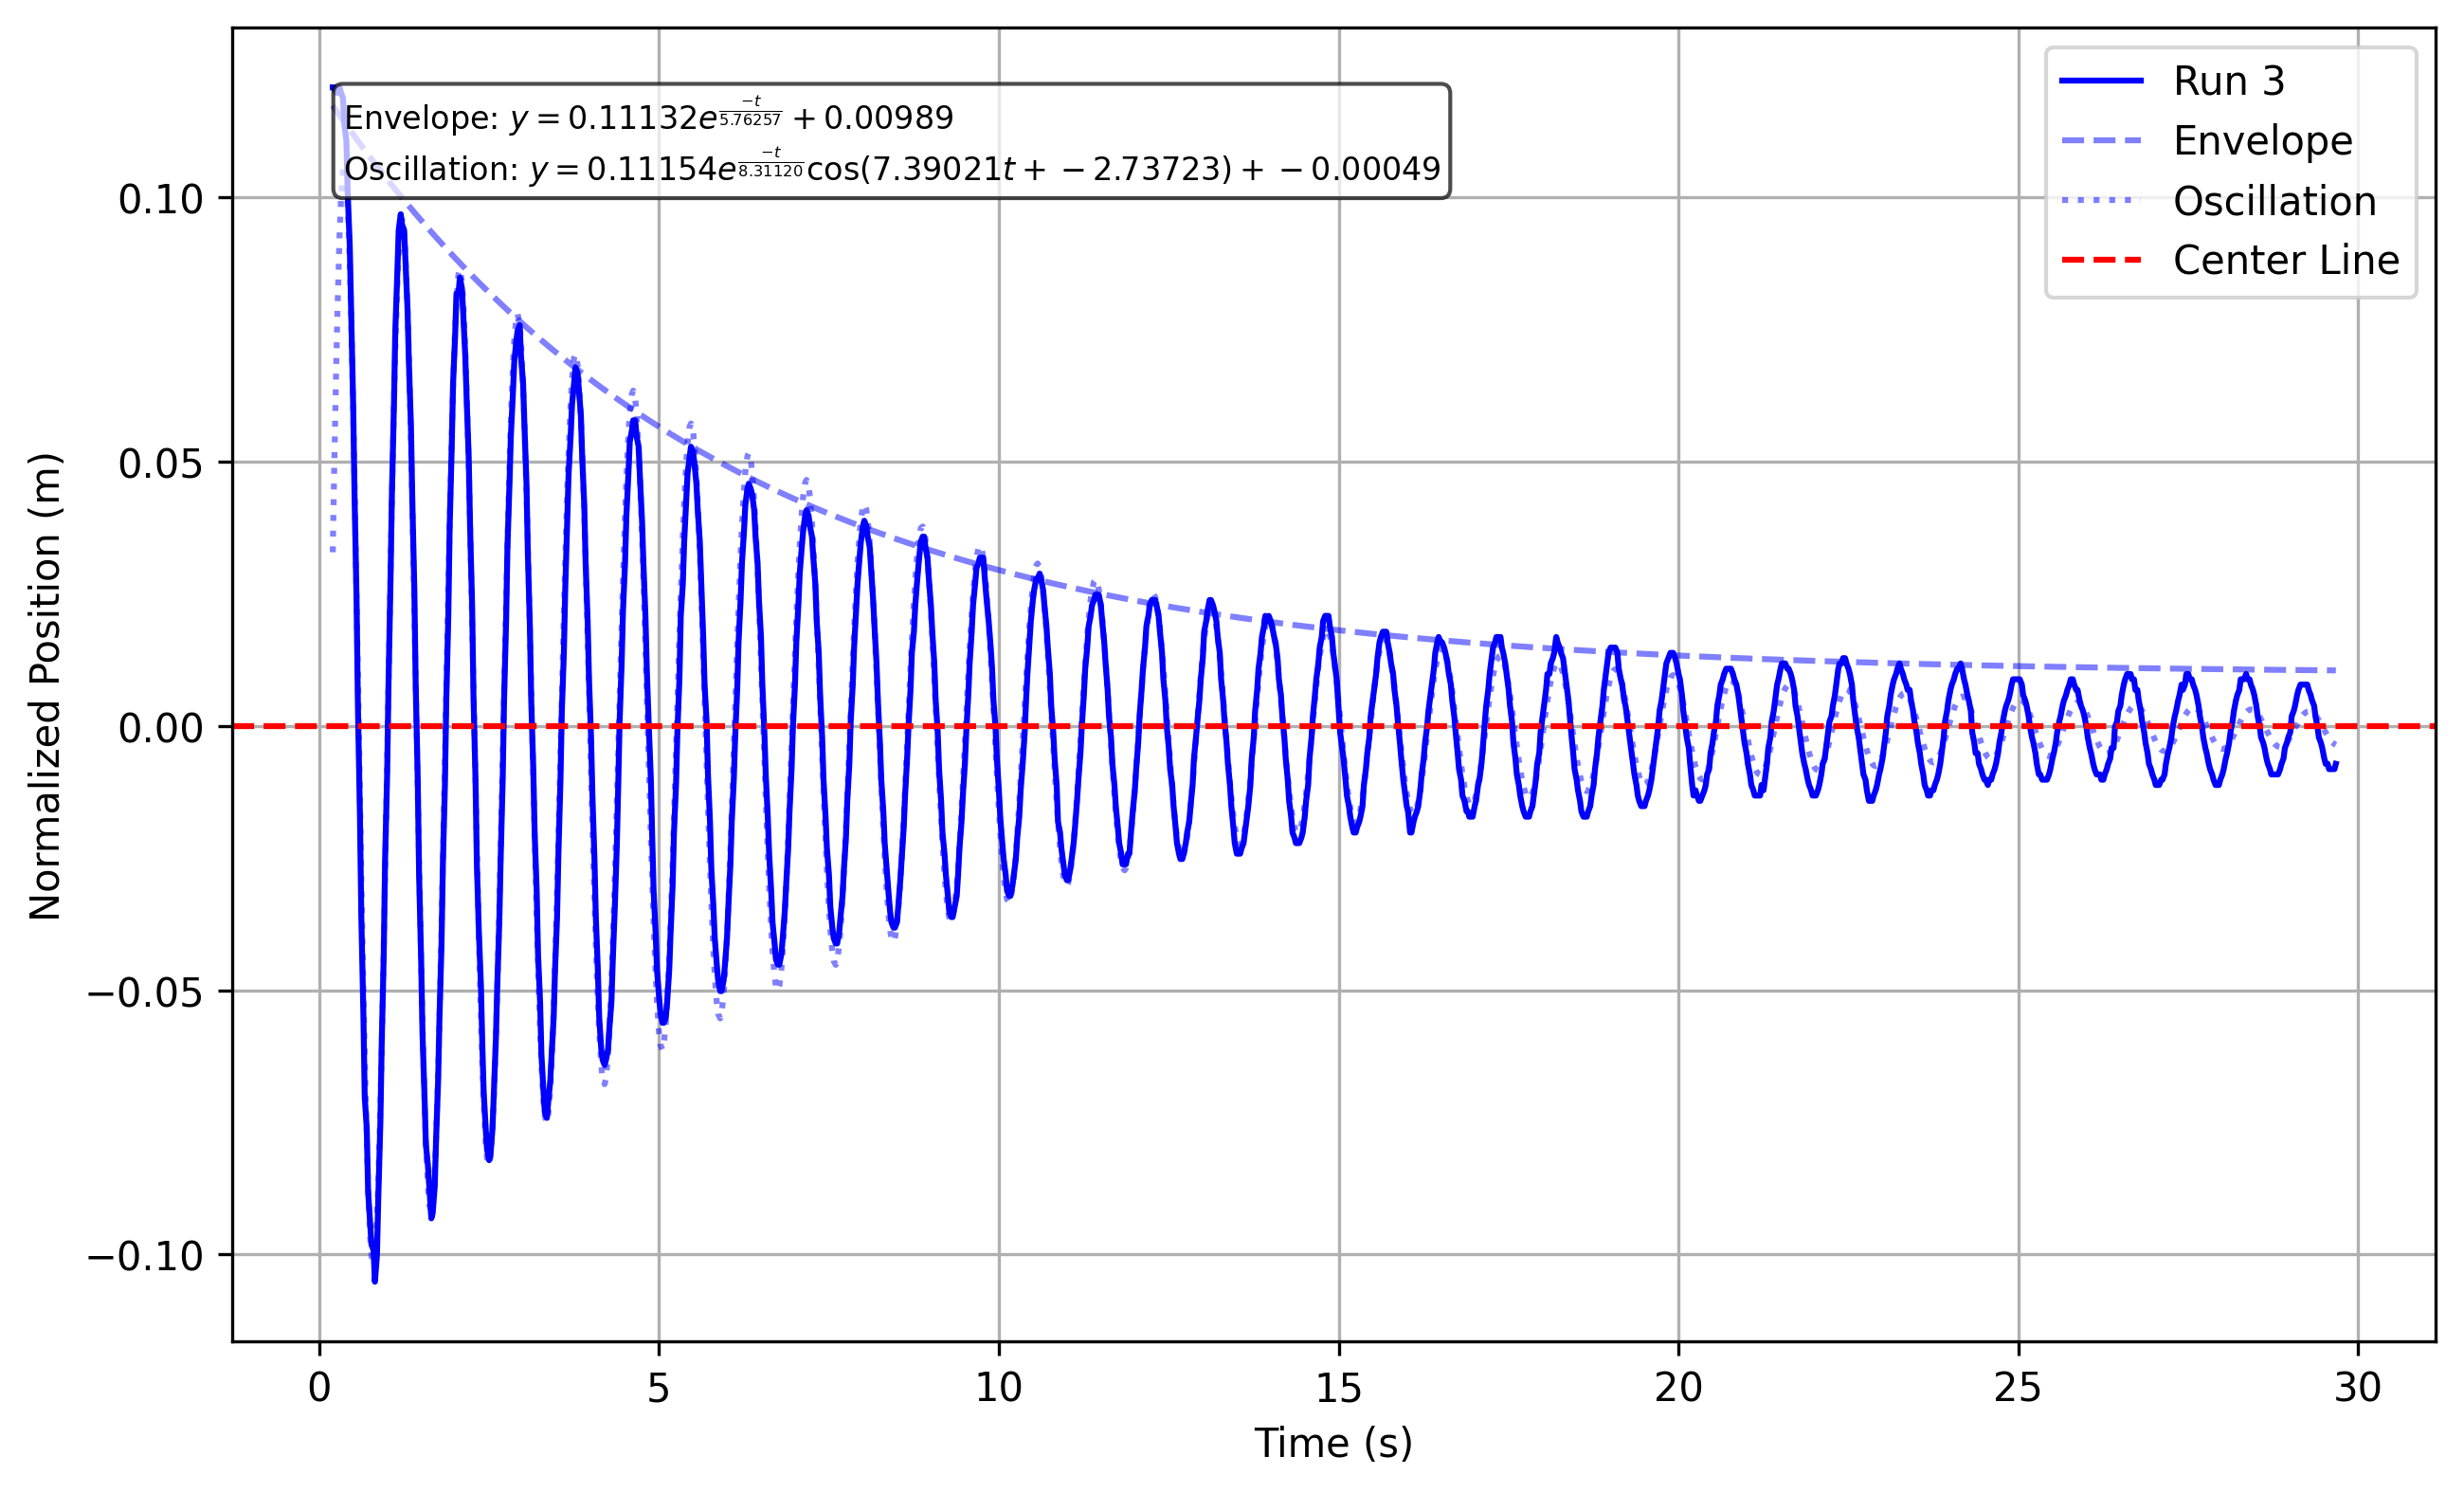 Envelope: y = 0.11132e^{\frac{-t}{5.76257}} + 0.00989
Oscillation: y = 0.11154e^{\frac{-t}{8.31120}}cos(7.39021t + −2.73723) + −0.00049
Run 3
Envelope
Oscillation
Center Line
Normalized Position (m)
0.10
0.05
0.00
−0.05
−0.10
0 5 10 15 20 25 30
Time (s)